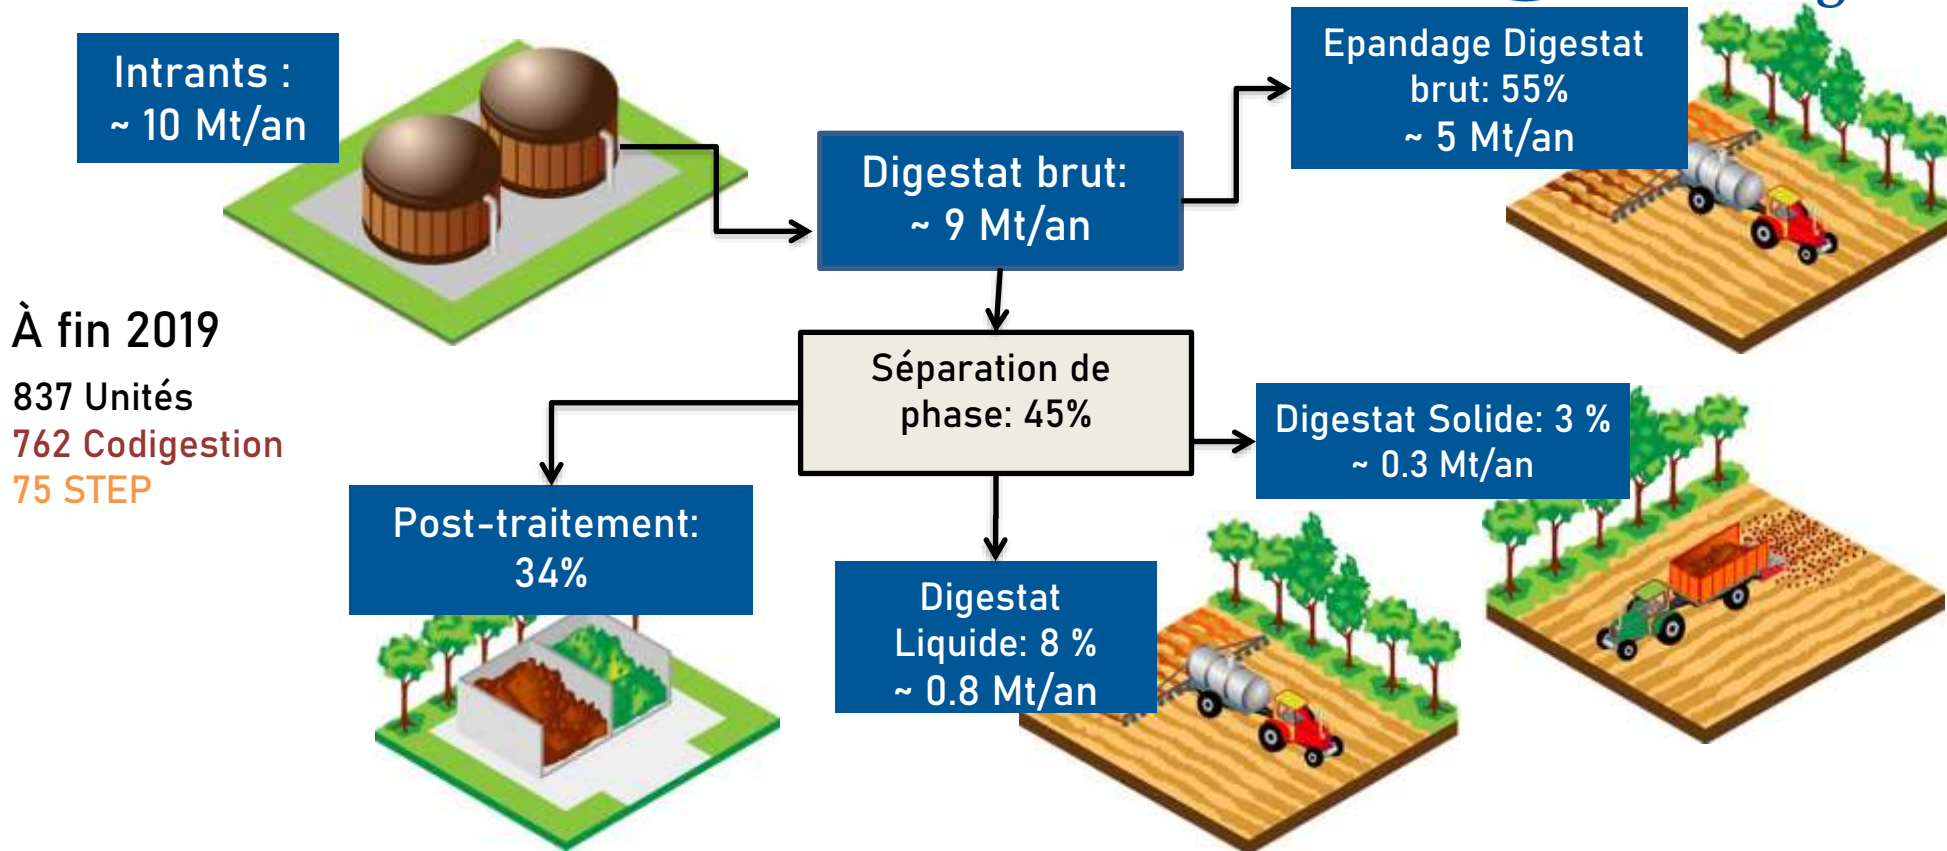 Intrants :
~ 10 Mt/an
Epandage Digestat
brut: 55%
~ 5 Mt/an
Digestat brut:
~ 9 Mt/an
À fin 2019
837 Unités
762 Codigestion
75 STEP
Séparation de
phase: 45%
Digestat Solide: 3 %
~ 0.3 Mt/an
Post-traitement:
34%
Digestat
Liquide: 8 %
~ 0.8 Mt/an